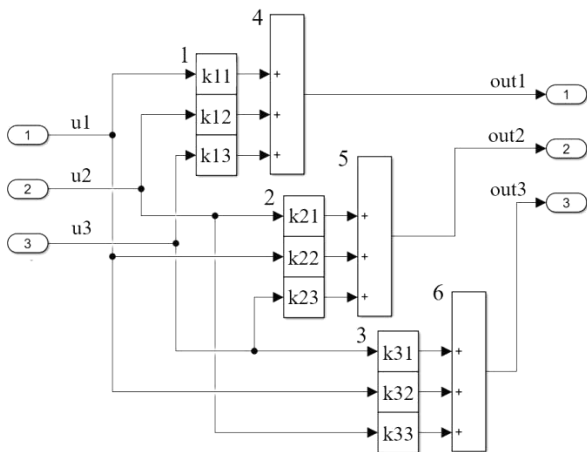 4
1
k11
k12
k13
+
+
+
out1
1
1
u1
2
u2
3
u3
5
out2
2
2
k21
k22
k23
+
+
+
out3
3
6
3
k31
k32
k33
+
+
+